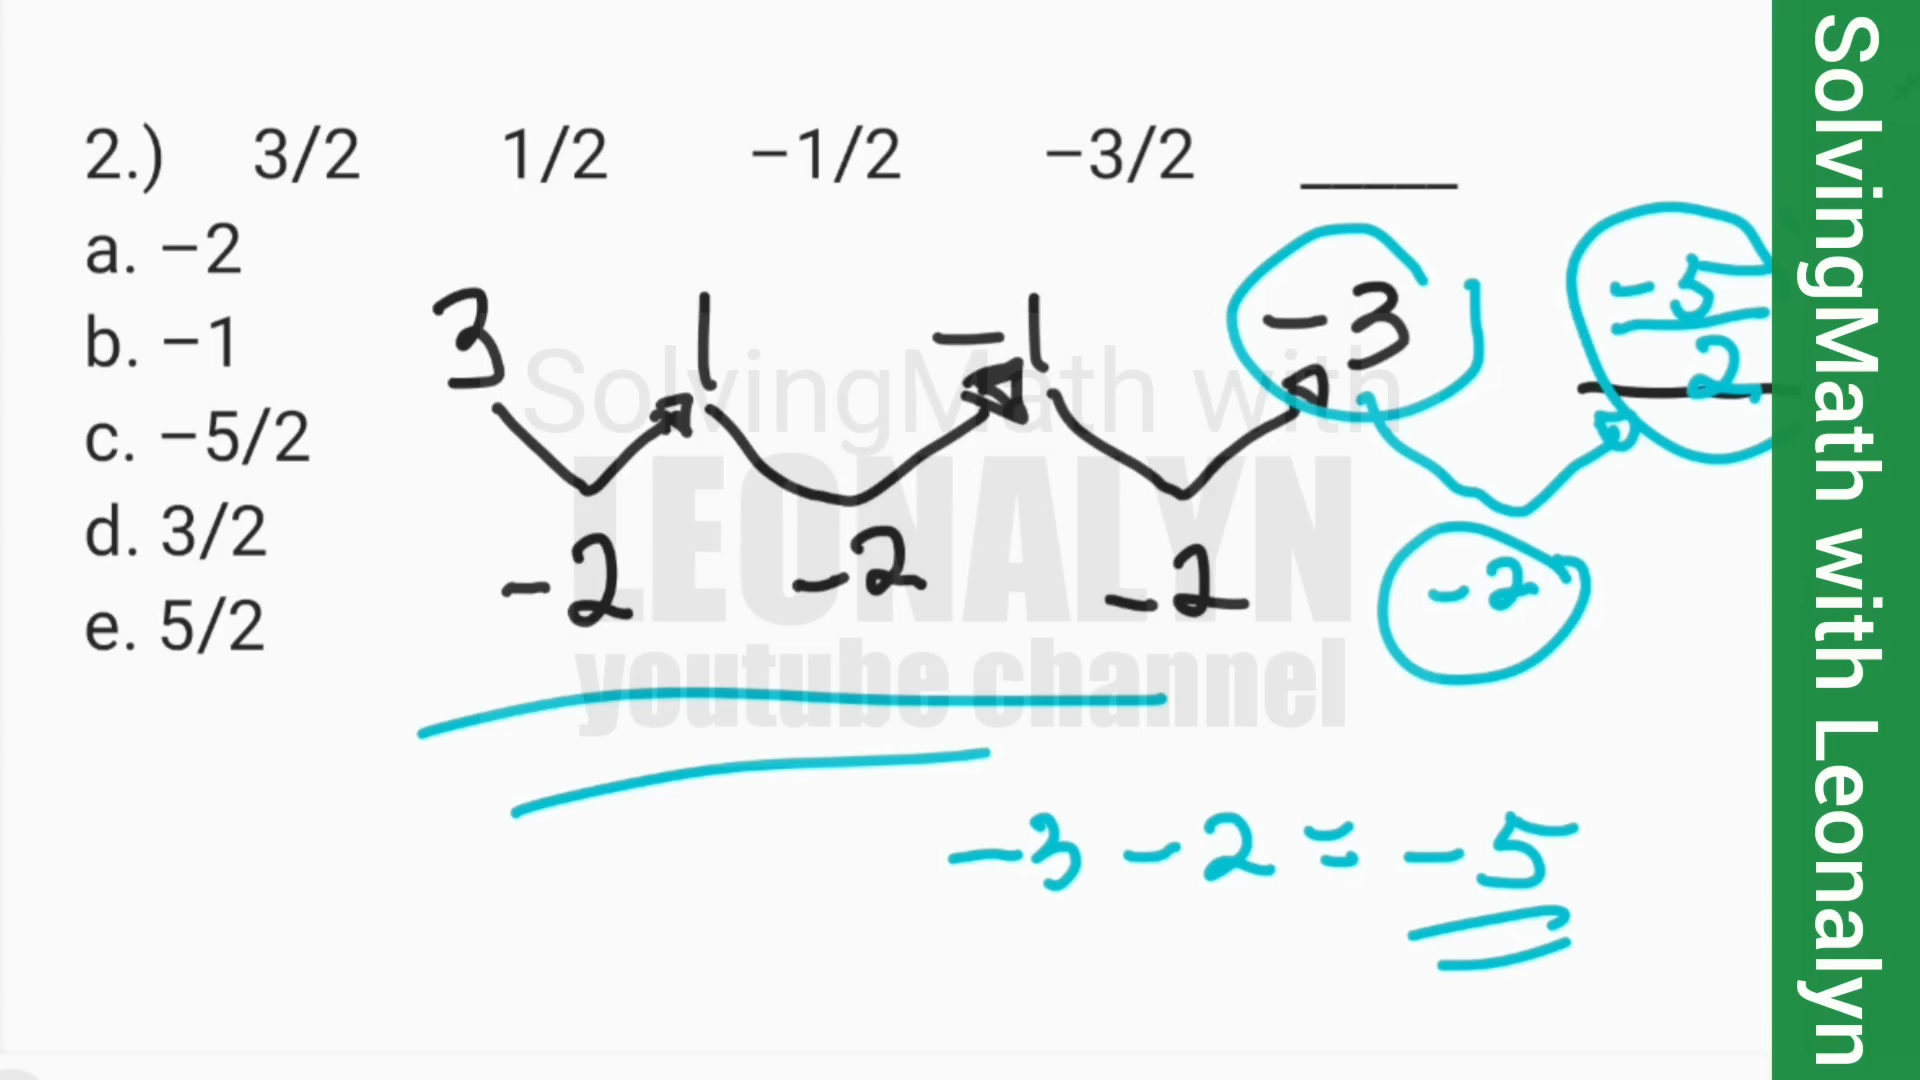 2.) 3/2 1/2 −1/2 −3/2 _____
a. −2
b. −1
c. −5/2
d. 3/2
e. 5/2
3 1 −1 −3 −5/2
−2 −2 −2 −2
SolvingMath with
LEONALYN
youtube channel
−3 −2 = −5
SolvingMath with Leonalyn